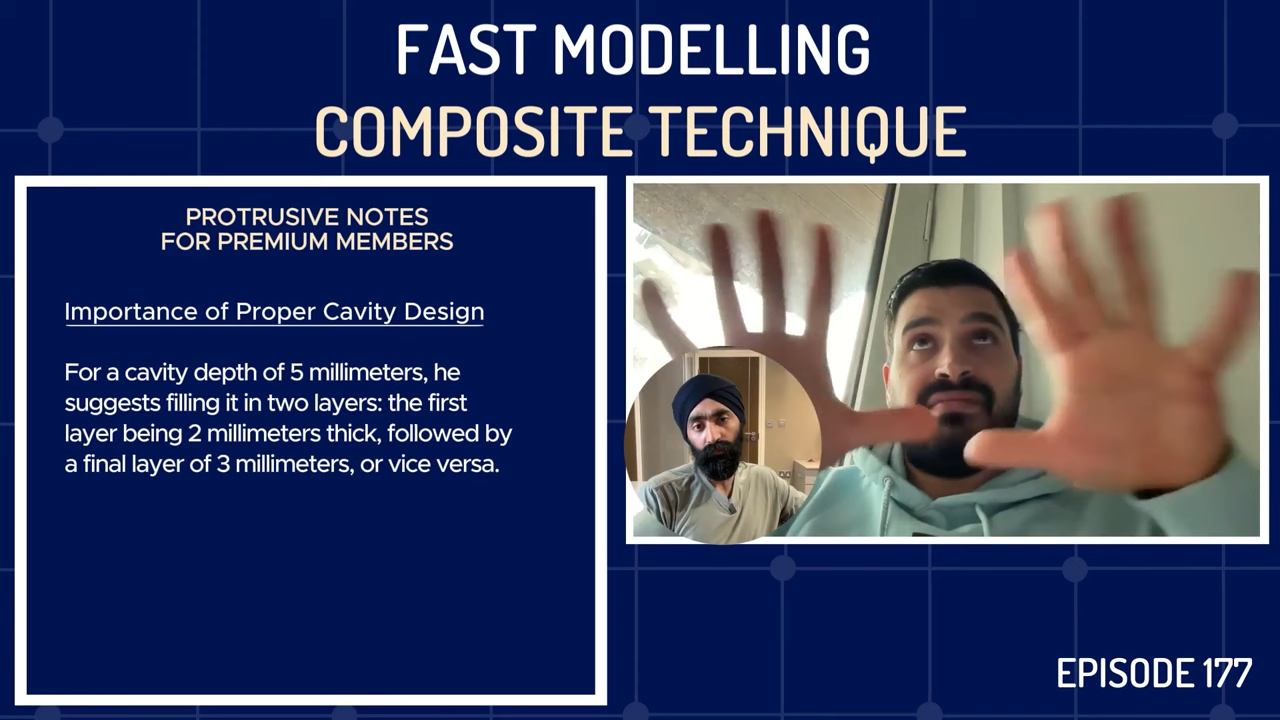 FAST MODELLING
COMPOSITE TECHNIQUE
PROTRUSIVE NOTES
FOR PREMIUM MEMBERS
Importance of Proper Cavity Design
For a cavity depth of 5 millimeters, he
suggests filling it in two layers: the first
layer being 2 millimeters thick, followed by
a final layer of 3 millimeters, or vice versa.
EPISODE 177